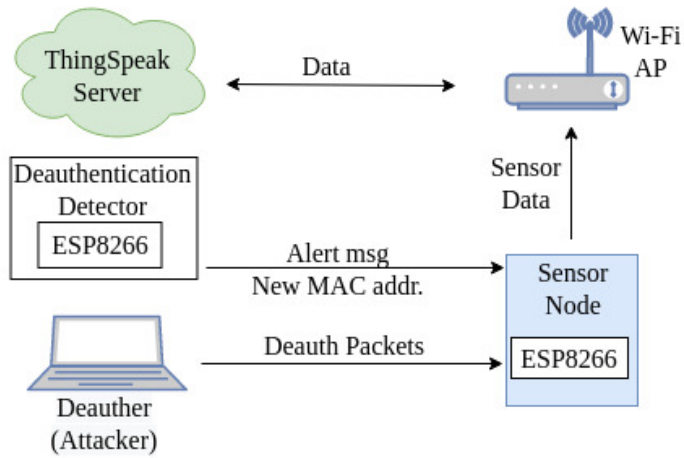 ThingSpeak
Server
Data
Wi-Fi
AP
Deauthentication
Detector
ESP8266
Sensor
Data
Alert msg
New MAC addr.
Sensor
Node
ESP8266
Deauth Packets
Deauther
(Attacker)